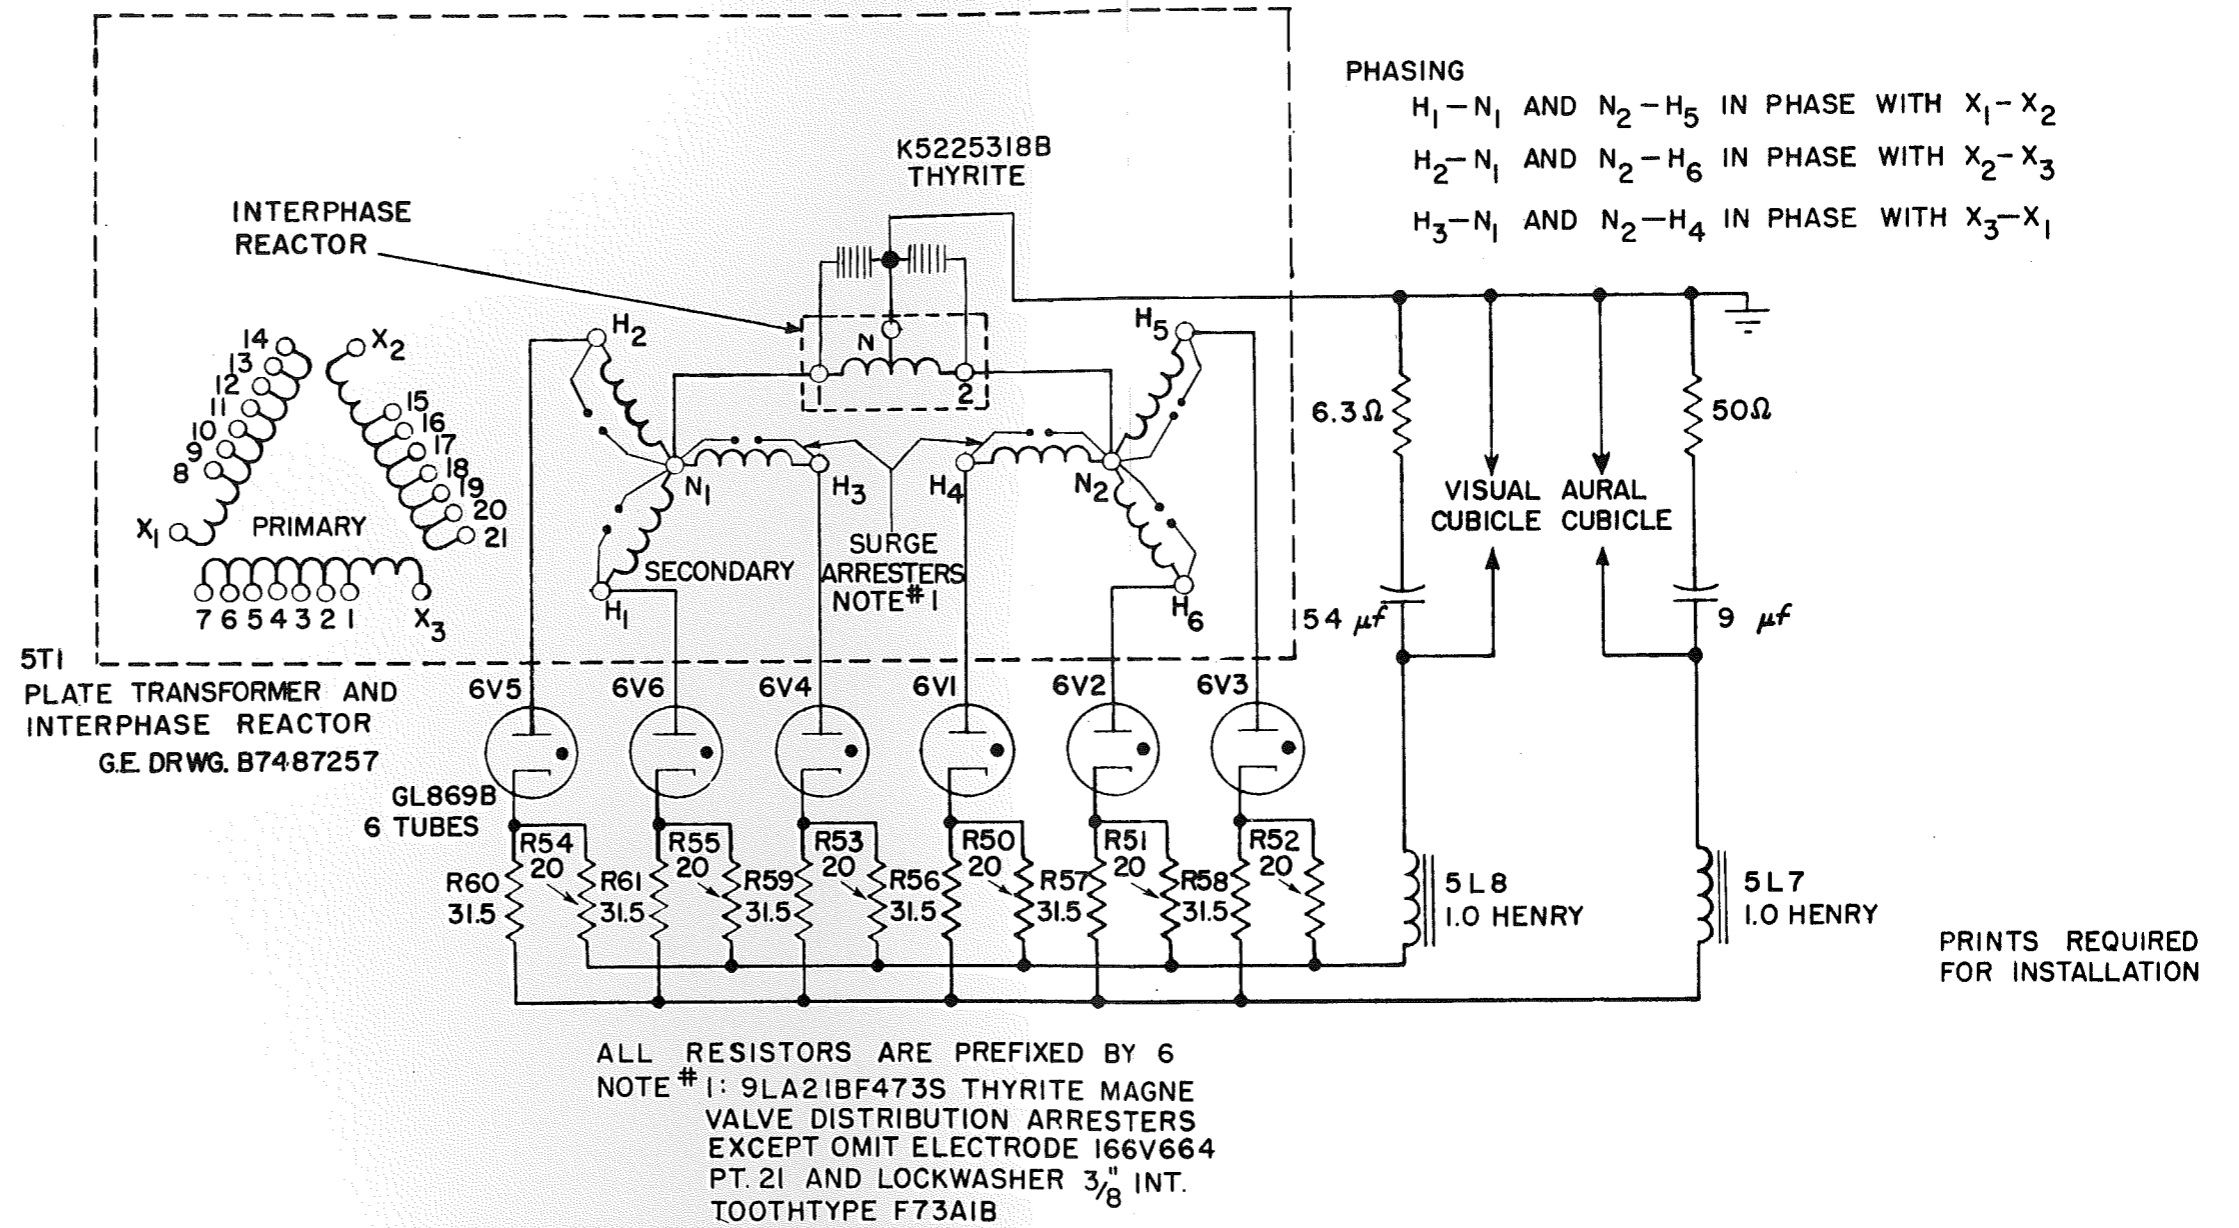 PHASING
H₁–N₁ AND N₂–H₅ IN PHASE WITH X₁–X₂
H₂–N₁ AND N₂–H₆ IN PHASE WITH X₂–X₃
H₃–N₁ AND N₂–H₄ IN PHASE WITH X₃–X₁
K5225318B
THYRITE
INTERPHASE
REACTOR
14
13
12
11
10
9
8
X₁
X₂
15
16
17
18
19
20
21
PRIMARY
7 6 5 4 3 2 1
X₃
H₂
N
1
2
H₅
N₁
H₃
H₄
N₂
SECONDARY
H₁
SURGE
ARRESTERS
NOTE #1
H₆
6.3Ω
50Ω
VISUAL
CUBICLE
AURAL
CUBICLE
54 μf
9 μf
5T1
PLATE TRANSFORMER AND
INTERPHASE REACTOR
G.E. DRWG. B7487257
6V5
6V6
6V4
6V1
6V2
6V3
GL869B
6 TUBES
R54
20
R55
20
R53
20
R50
20
R51
20
R52
20
R60
31.5
R61
31.5
R59
31.5
R56
31.5
R57
31.5
R58
31.5
5L8
1.0 HENRY
5L7
1.0 HENRY
PRINTS REQUIRED
FOR INSTALLATION
ALL RESISTORS ARE PREFIXED BY 6
NOTE #1: 9LA21BF473S THYRITE MAGNE
VALVE DISTRIBUTION ARRESTERS
EXCEPT OMIT ELECTRODE 166V664
PT. 21 AND LOCKWASHER 3/8" INT.
TOOTHTYPE F73A1B